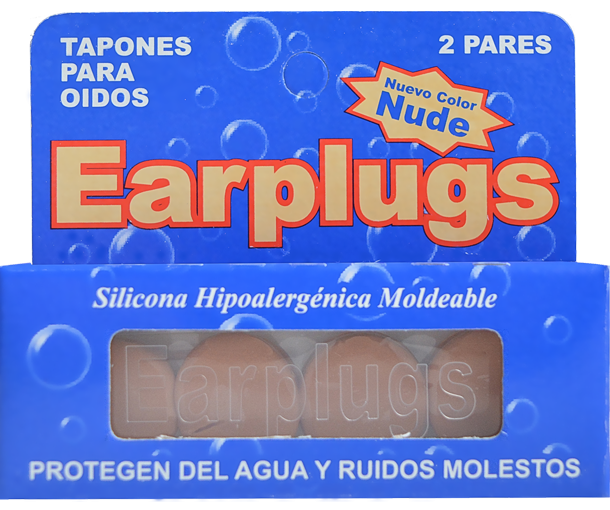 TAPONES
PARA
OIDOS
2 PARES
Nuevo Color
Nude
Earplugs
Silicona Hipoalergénica Moldeable
Earplugs
PROTEGEN DEL AGUA Y RUIDOS MOLESTOS